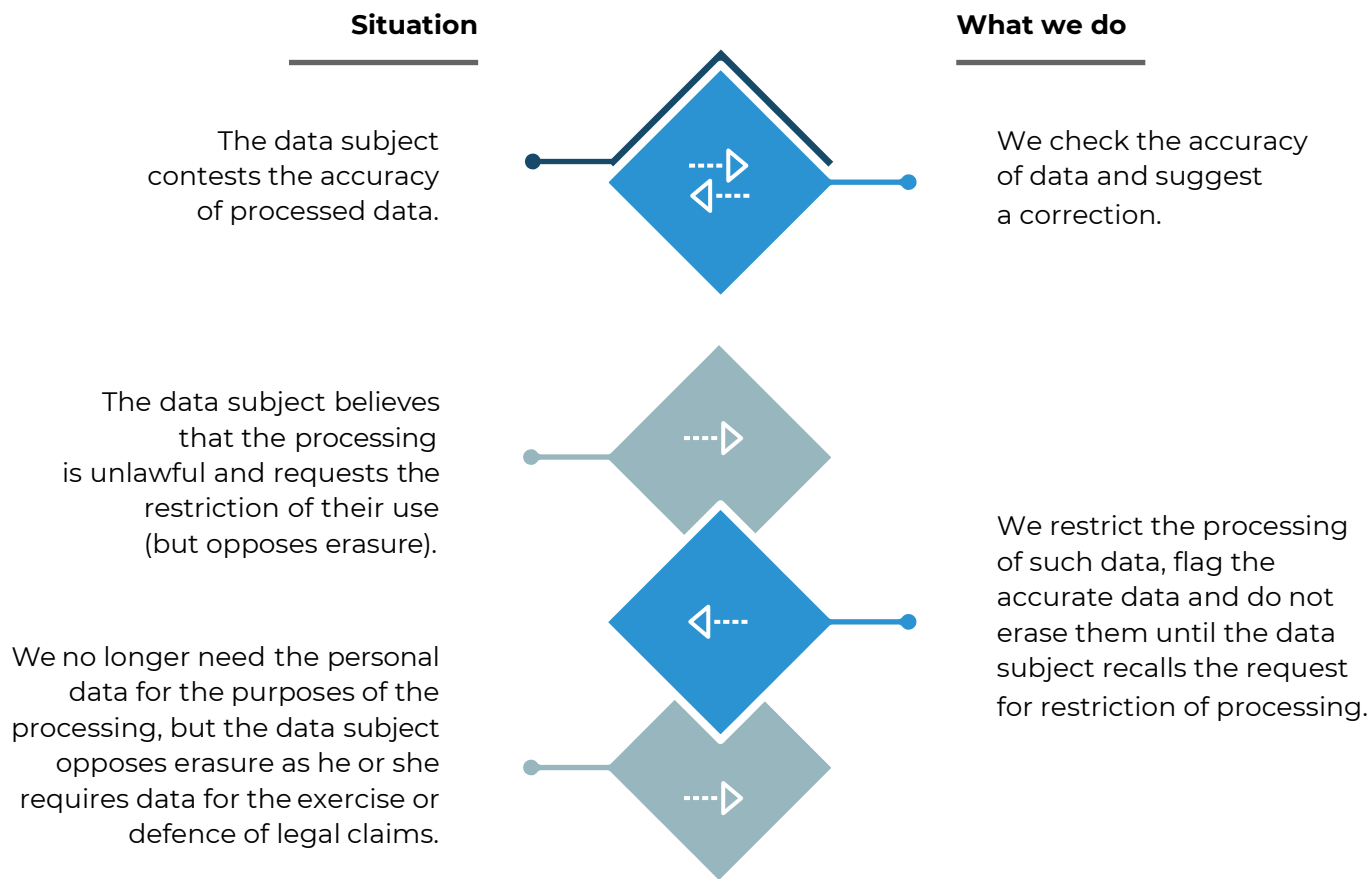 Situation
What we do
The data subject
contests the accuracy
of processed data.
We check the accuracy
of data and suggest
a correction.
The data subject believes
that the processing
is unlawful and requests the
restriction of their use
(but opposes erasure).
We no longer need the personal
data for the purposes of the
processing, but the data subject
opposes erasure as he or she
requires data for the exercise or
defence of legal claims.
We restrict the processing
of such data, flag the
accurate data and do not
erase them until the data
subject recalls the request
for restriction of processing.